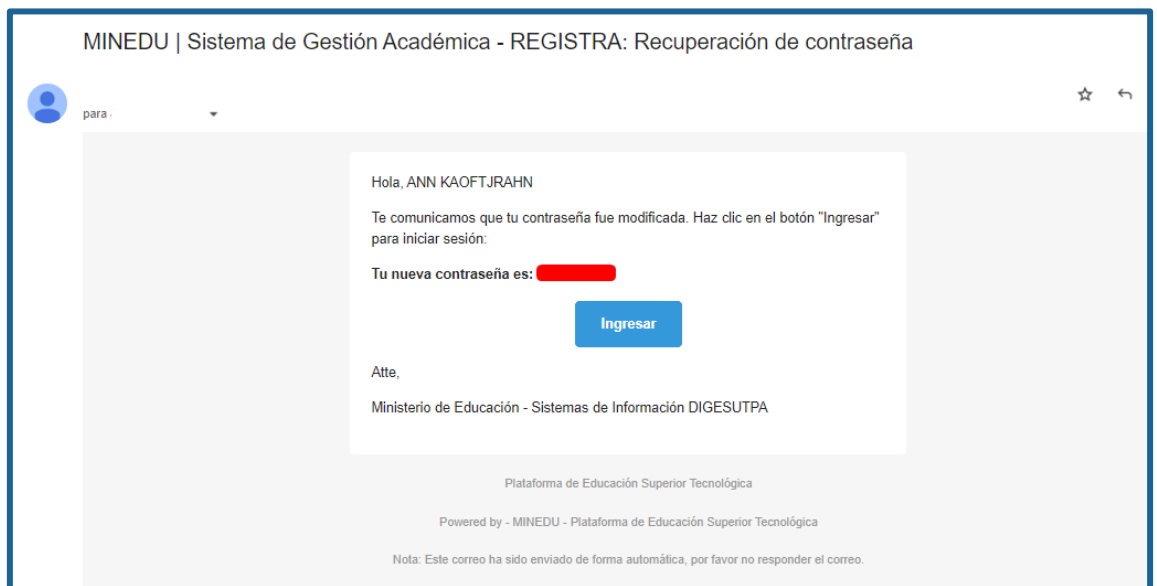 MINEDU | Sistema de Gestión Académica - REGISTRA: Recuperación de contraseña
para
Hola, ANN KAOFTJRAHN
Te comunicamos que tu contraseña fue modificada. Haz clic en el botón "Ingresar"
para iniciar sesión:
Tu nueva contraseña es:
Ingresar
Atte,
Ministerio de Educación - Sistemas de Información DIGESUTPA
Plataforma de Educación Superior Tecnológica
Powered by - MINEDU - Plataforma de Educación Superior Tecnológica
Nota: Este correo ha sido enviado de forma automática, por favor no responder el correo.